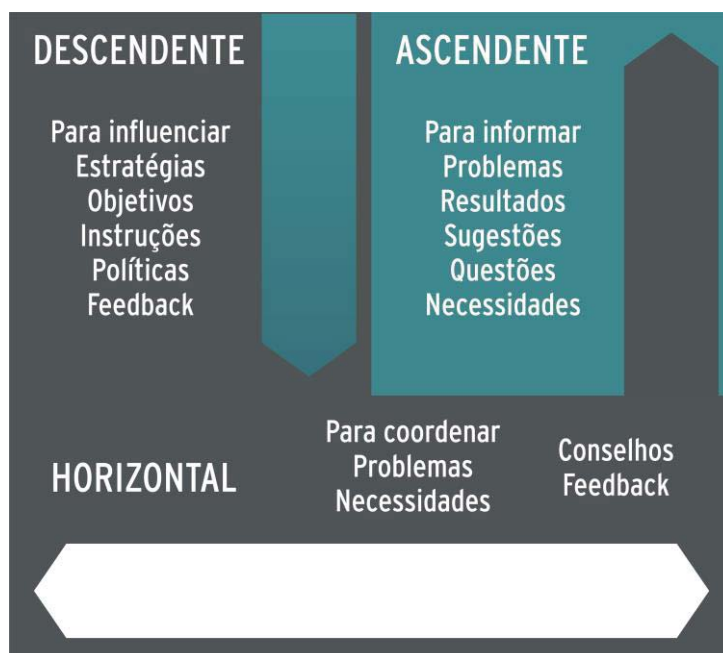 DESCENDENTE
Para influenciar
Estratégias
Objetivos
Instruções
Políticas
Feedback
ASCENDENTE
Para informar
Problemas
Resultados
Sugestões
Questões
Necessidades
HORIZONTAL
Para coordenar
Problemas
Necessidades
Conselhos
Feedback